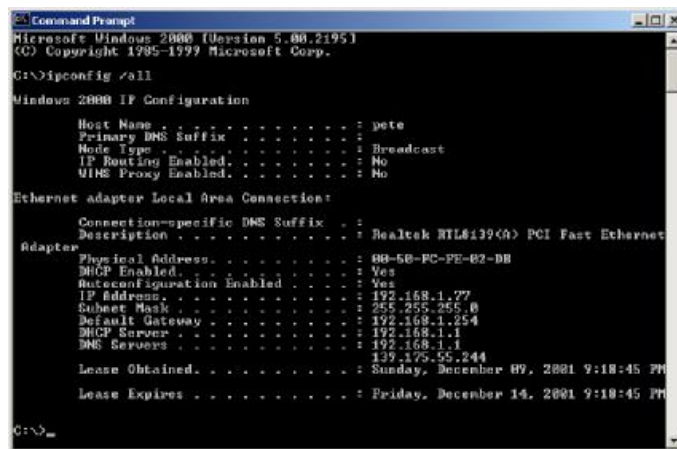 Command Prompt
Microsoft Windows 2000 [Version 5.00.2195]
(C) Copyright 1985-1999 Microsoft Corp.
C:\>ipconfig /all
Windows 2000 IP Configuration
Host Name . . . . . . . . . . . . : pete
Primary DNS Suffix . . . . . . . :
Node Type . . . . . . . . . . . . : Broadcast
IP Routing Enabled. . . . . . . . : No
WINS Proxy Enabled. . . . . . . . : No
Ethernet adapter Local Area Connection:
Connection-specific DNS Suffix . :
Description . . . . . . . . . . . : Realtek RTL8139(A) PCI Fast Ethernet
Adapter
Physical Address. . . . . . . . . : 00-50-FC-FE-02-DB
DHCP Enabled. . . . . . . . . . . : Yes
Autoconfiguration Enabled . . . . : Yes
IP Address. . . . . . . . . . . . : 192.168.1.77
Subnet Mask . . . . . . . . . . . : 255.255.255.0
Default Gateway . . . . . . . . . : 192.168.1.254
DHCP Server . . . . . . . . . . . : 192.168.1.1
DNS Servers . . . . . . . . . . . : 192.168.1.1
139.175.55.244
Lease Obtained. . . . . . . . . . : Sunday, December 09, 2001 9:18:45 PM
Lease Expires . . . . . . . . . . : Friday, December 14, 2001 9:18:45 PM
C:\>_